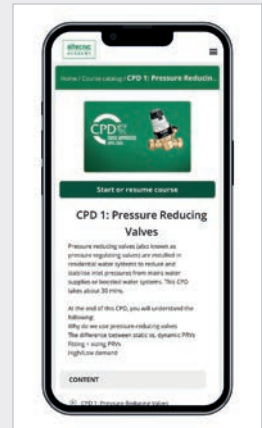 altecnic
ACADEMY
Home / Course catalog / CPD 1: Pressure Reducin...
CPD
Start or resume course
CPD 1: Pressure Reducing
Valves
Pressure reducing valves (also known as
pressure regulating valves) are installed in
residential water systems to reduce and
stabilise inlet pressures from mains water
supplies or boosted water systems. This CPD
takes about 30 mins.
At the end of this CPD, you will understand the
following:
Why do we use pressure-reducing valves
The difference between static vs. dynamic PRVs
Fitting + sizing PRVs
High/Low demand
CONTENT
CPD 1: Pressure Reducing Valves